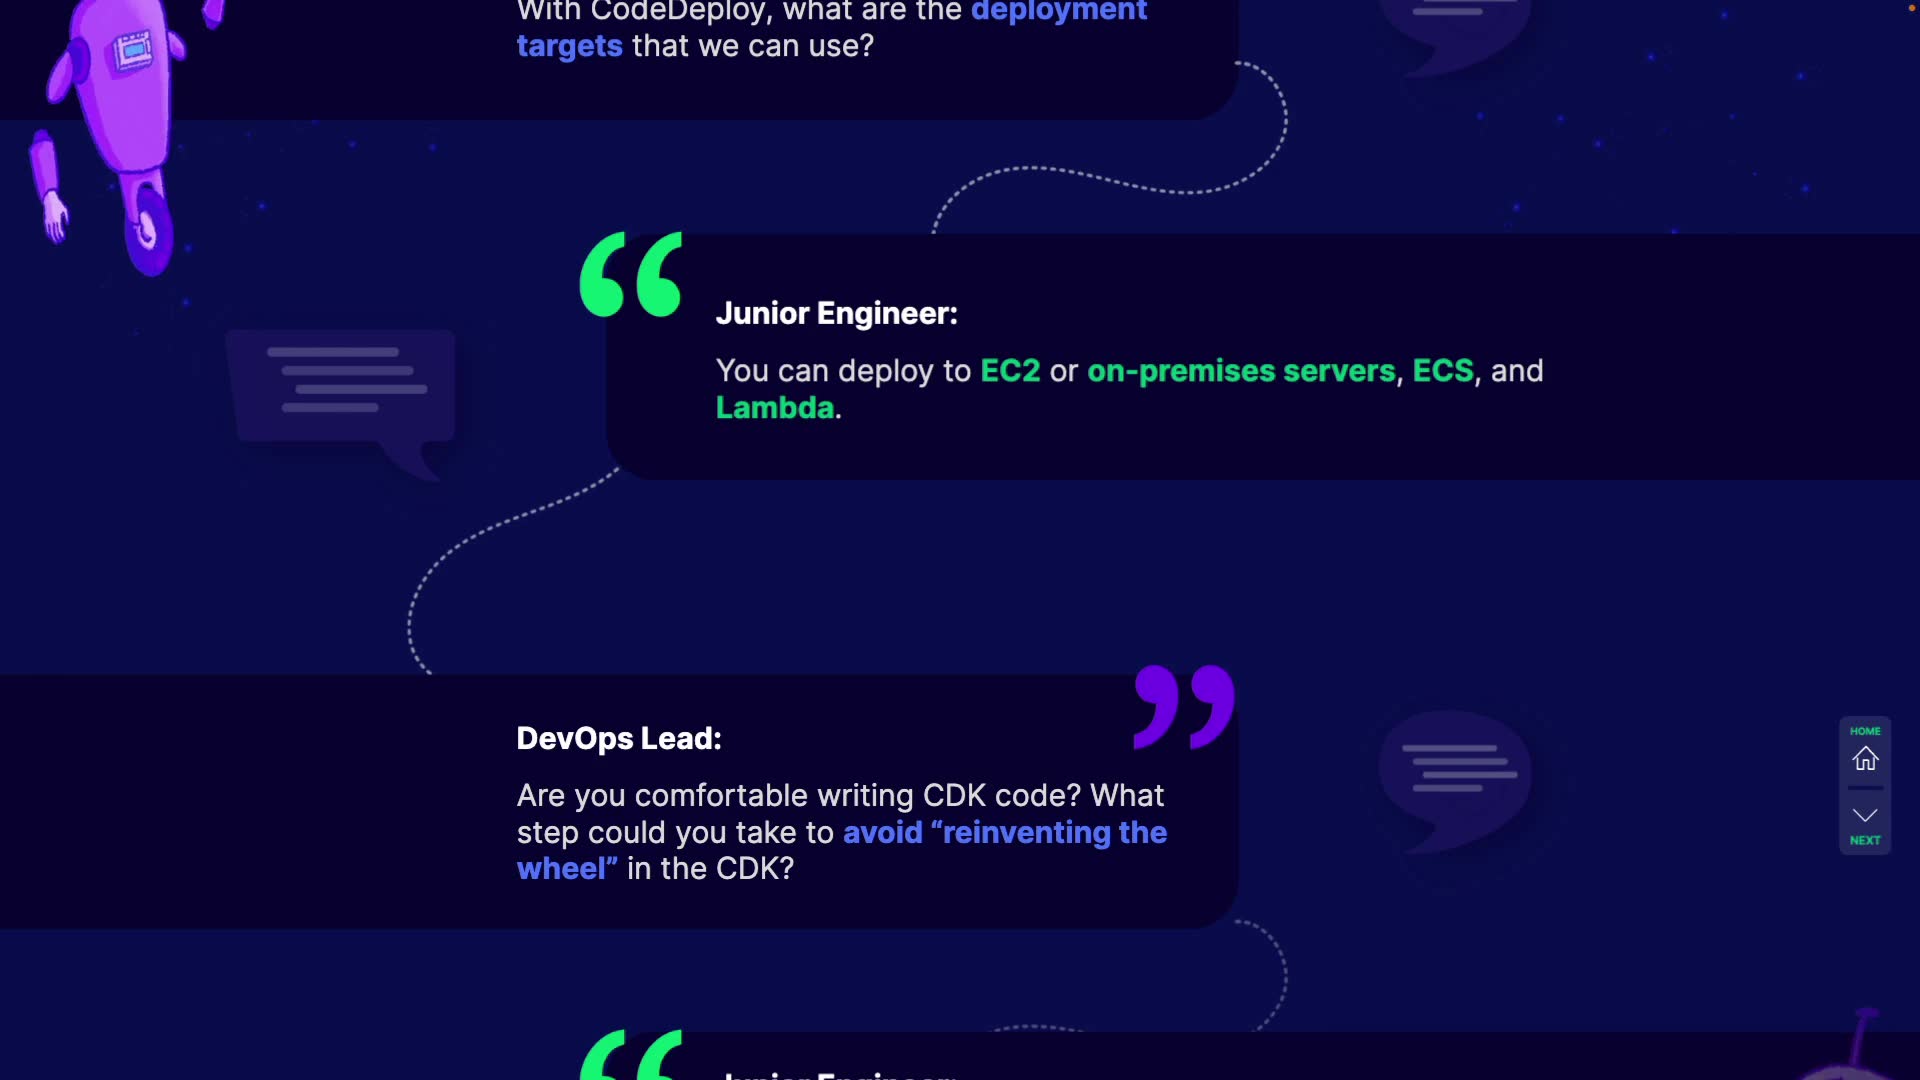 With CodeDeploy, what are the deployment
targets that we can use?
Junior Engineer:
You can deploy to EC2 or on-premises servers, ECS, and
Lambda.
DevOps Lead:
Are you comfortable writing CDK code? What
step could you take to avoid “reinventing the
wheel” in the CDK?
HOME
NEXT
Junior Engineer: